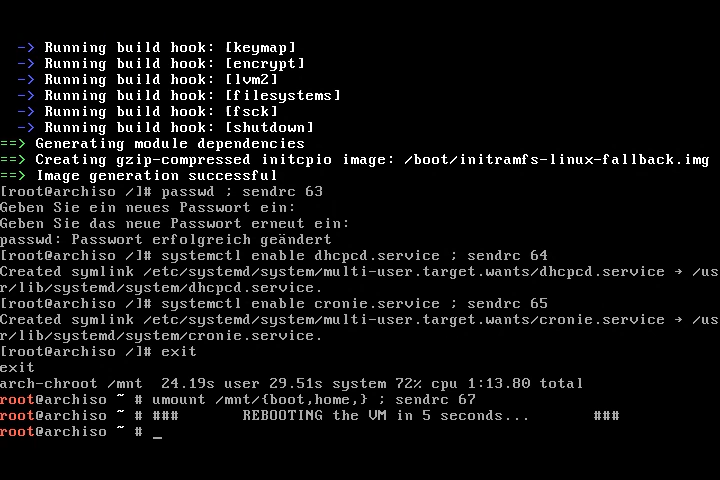 -> Running build hook: [keymap]
-> Running build hook: [encrypt]
-> Running build hook: [lvm2]
-> Running build hook: [filesystems]
-> Running build hook: [fsck]
-> Running build hook: [shutdown]
==> Generating module dependencies
==> Creating gzip-compressed initcpio image: /boot/initramfs-linux-fallback.img
==> Image generation successful
[root@archiso /]# passwd ; sendrc 63
Geben Sie ein neues Passwort ein:
Geben Sie das neue Passwort erneut ein:
passwd: Passwort erfolgreich geändert
[root@archiso /]# systemctl enable dhcpcd.service ; sendrc 64
Created symlink /etc/systemd/system/multi-user.target.wants/dhcpcd.service → /us
r/lib/systemd/system/dhcpcd.service.
[root@archiso /]# systemctl enable cronie.service ; sendrc 65
Created symlink /etc/systemd/system/multi-user.target.wants/cronie.service → /us
r/lib/systemd/system/cronie.service.
[root@archiso /]# exit
exit
arch-chroot /mnt  24.19s user 29.51s system 72% cpu 1:13.80 total
root@archiso ~ # umount /mnt/{boot,home,} ; sendrc 67
root@archiso ~ # ###       REBOOTING the VM in 5 seconds...       ###
root@archiso ~ # _